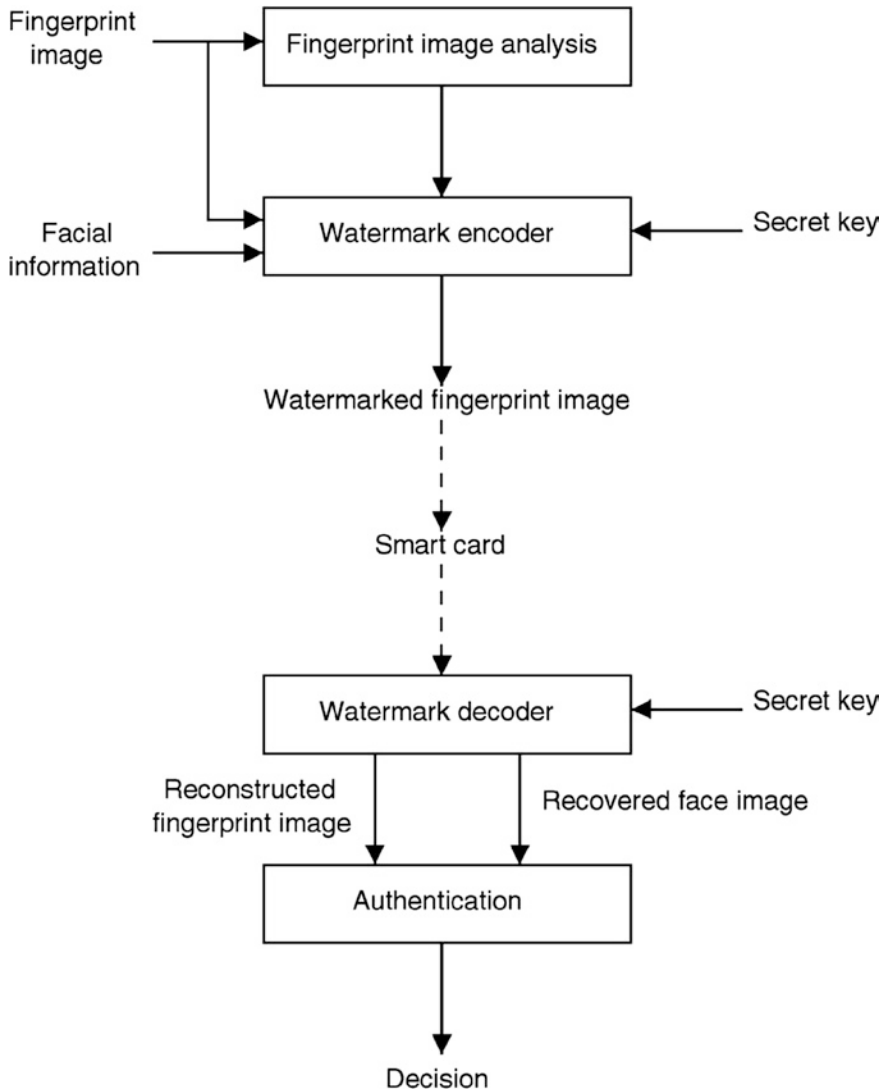 Fingerprint
image
Fingerprint image analysis
Facial
information
Watermark encoder
Secret key
Watermarked fingerprint image
Smart card
Watermark decoder
Secret key
Reconstructed
fingerprint image
Recovered face image
Authentication
Decision